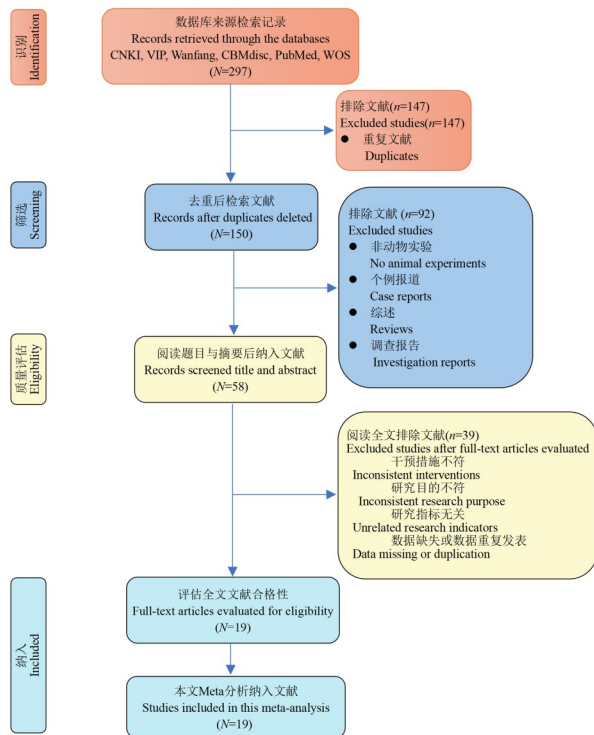 识别
Identification
数据库来源检索记录
Records retrieved through the databases
CNKI, VIP, Wanfang, CBMdisc, PubMed, WOS
(N=297)
排除文献(n=147)
Excluded studies(n=147)
● 重复文献
Duplicates
筛选
Screening
去重后检索文献
Records after duplicates deleted
(N=150)
排除文献 (n=92)
Excluded studies
● 非动物实验
No animal experiments
● 个例报道
Case reports
● 综述
Reviews
● 调查报告
Investigation reports
质量评估
Eligibility
阅读题目与摘要后纳入文献
Records screened title and abstract
(N=58)
阅读全文排除文献(n=39)
Excluded studies after full-text articles evaluated
干预措施不符
Inconsistent interventions
研究目的不符
Inconsistent research purpose
研究指标无关
Unrelated research indicators
数据缺失或数据重复发表
Data missing or duplication
纳入
Included
评估全文文献合格性
Full-text articles evaluated for eligibility
(N=19)
本文Meta分析纳入文献
Studies included in this meta-analysis
(N=19)